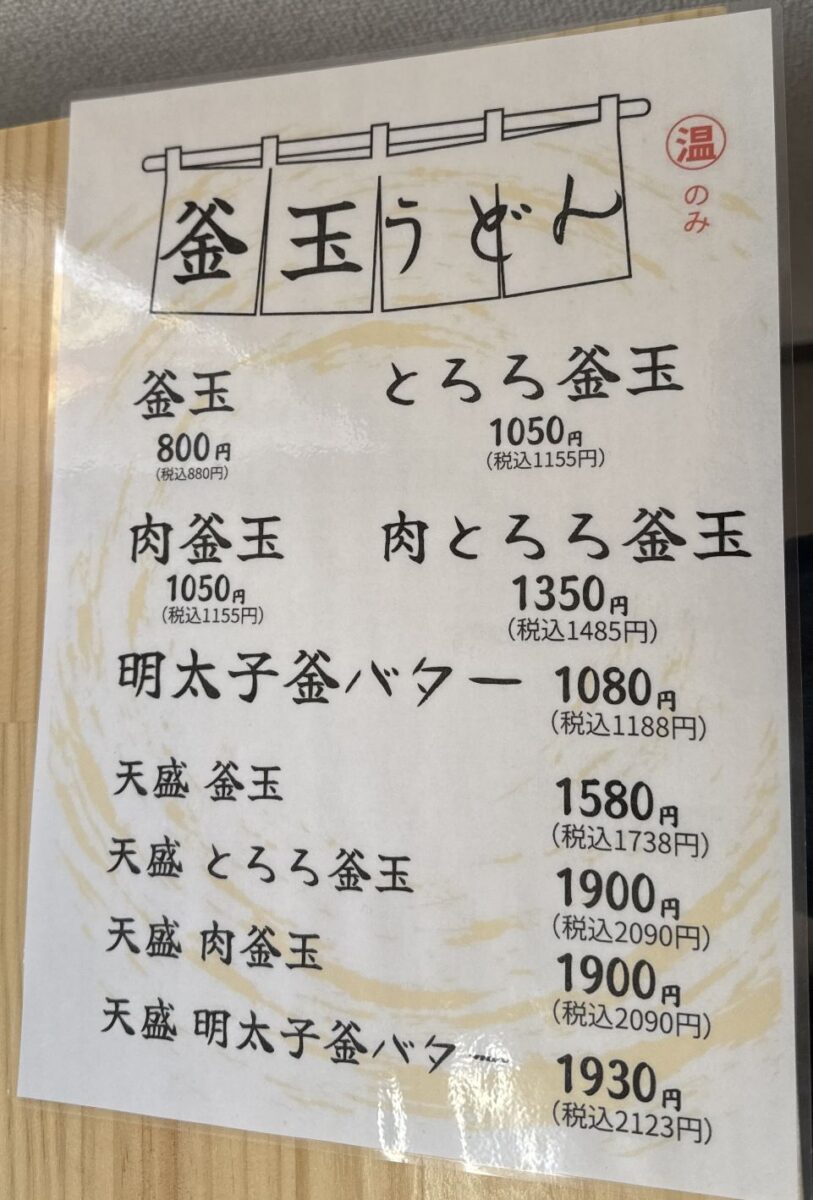 釜玉うどん
温
のみ
釜玉
800円
(税込880円)
とろろ釜玉
1050円
(税込1155円)
肉釜玉
1050円
(税込1155円)
肉とろろ釜玉
1350円
(税込1485円)
明太子釜バター 1080円
(税込1188円)
天盛 釜玉 1580円
(税込1738円)
天盛 とろろ釜玉 1900円
(税込2090円)
天盛 肉釜玉 1900円
(税込2090円)
天盛 明太子釜バター 1930円
(税込2123円)